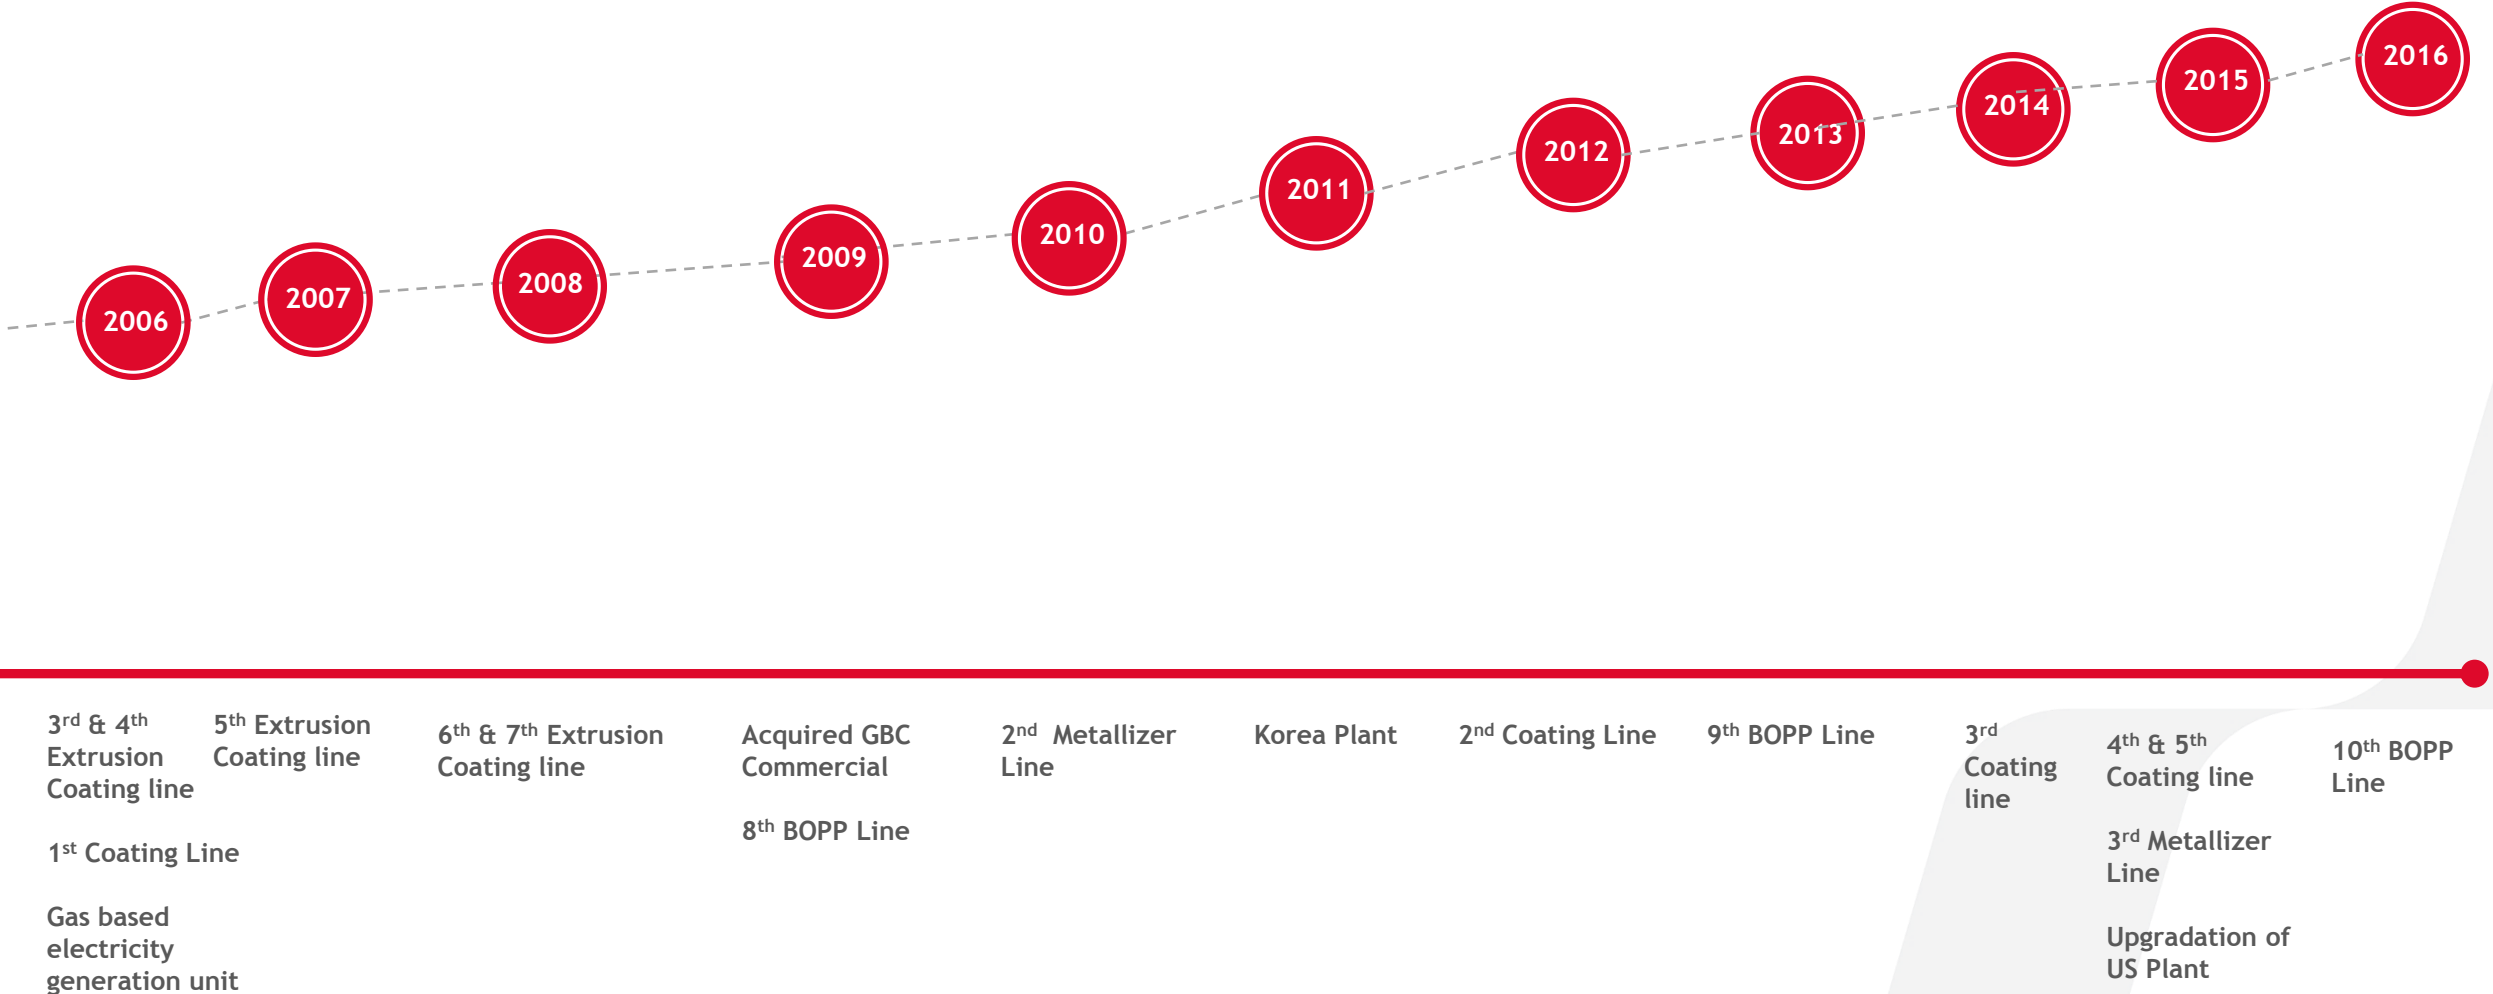 2006
2007
2008
2009
2010
2011
2012
2013
2014
2015
2016
3rd & 4th
Extrusion
Coating line
1st Coating Line
Gas based
electricity
generation unit
5th Extrusion
Coating line
6th & 7th Extrusion
Coating line
Acquired GBC
Commercial
8th BOPP Line
2nd Metallizer
Line
Korea Plant
2nd Coating Line
9th BOPP Line
3rd
Coating
line
4th & 5th
Coating line
3rd Metallizer
Line
Upgradation of
US Plant
10th BOPP
Line